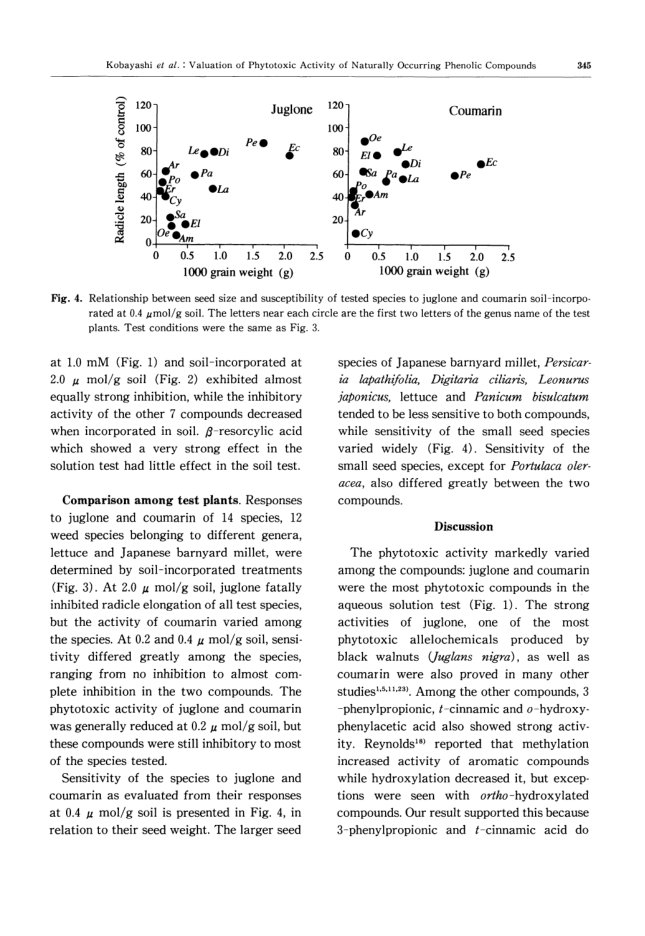 Kobayashi et al. : Valuation of Phytotoxic Activity of Naturally Occurring Phenolic Compounds 345
Radicle length (% of control)
Juglone
120
100
80
60
40
20
0
Pe
Ec
Le
Di
Ar
Pa
Po
La
Er
Cy
Sa
El
Oe
Am
0 0.5 1.0 1.5 2.0 2.5
1000 grain weight (g)
Coumarin
120
100
80
60
40
20
Oe
El
Le
Di
Ec
Sa
Pa
La
Pe
Po
Er
Am
Ar
Cy
0 0.5 1.0 1.5 2.0 2.5
1000 grain weight (g)
Fig. 4. Relationship between seed size and susceptibility of tested species to juglone and coumarin soil-incorpo-
rated at 0.4 μmol/g soil. The letters near each circle are the first two letters of the genus name of the test
plants. Test conditions were the same as Fig. 3.
at 1.0 mM (Fig. 1) and soil-incorporated at
2.0 μ mol/g soil (Fig. 2) exhibited almost
equally strong inhibition, while the inhibitory
activity of the other 7 compounds decreased
when incorporated in soil. β-resorcylic acid
which showed a very strong effect in the
solution test had little effect in the soil test.
Comparison among test plants. Responses
to juglone and coumarin of 14 species, 12
weed species belonging to different genera,
lettuce and Japanese barnyard millet, were
determined by soil-incorporated treatments
(Fig. 3). At 2.0 μ mol/g soil, juglone fatally
inhibited radicle elongation of all test species,
but the activity of coumarin varied among
the species. At 0.2 and 0.4 μ mol/g soil, sensi-
tivity differed greatly among the species,
ranging from no inhibition to almost com-
plete inhibition in the two compounds. The
phytotoxic activity of juglone and coumarin
was generally reduced at 0.2 μ mol/g soil, but
these compounds were still inhibitory to most
of the species tested.
Sensitivity of the species to juglone and
coumarin as evaluated from their responses
at 0.4 μ mol/g soil is presented in Fig. 4, in
relation to their seed weight. The larger seed
species of Japanese barnyard millet, Persicar-
ia lapathifolia, Digitaria ciliaris, Leonurus
japonicus, lettuce and Panicum bisulcatum
tended to be less sensitive to both compounds,
while sensitivity of the small seed species
varied widely (Fig. 4). Sensitivity of the
small seed species, except for Portulaca oler-
acea, also differed greatly between the two
compounds.
Discussion
The phytotoxic activity markedly varied
among the compounds: juglone and coumarin
were the most phytotoxic compounds in the
aqueous solution test (Fig. 1). The strong
activities of juglone, one of the most
phytotoxic allelochemicals produced by
black walnuts (Juglans nigra), as well as
coumarin were also proved in many other
studies1,5,11,23). Among the other compounds, 3
-phenylpropionic, t-cinnamic and o-hydroxy-
phenylacetic acid also showed strong activ-
ity. Reynolds18) reported that methylation
increased activity of aromatic compounds
while hydroxylation decreased it, but excep-
tions were seen with ortho-hydroxylated
compounds. Our result supported this because
3-phenylpropionic and t-cinnamic acid do